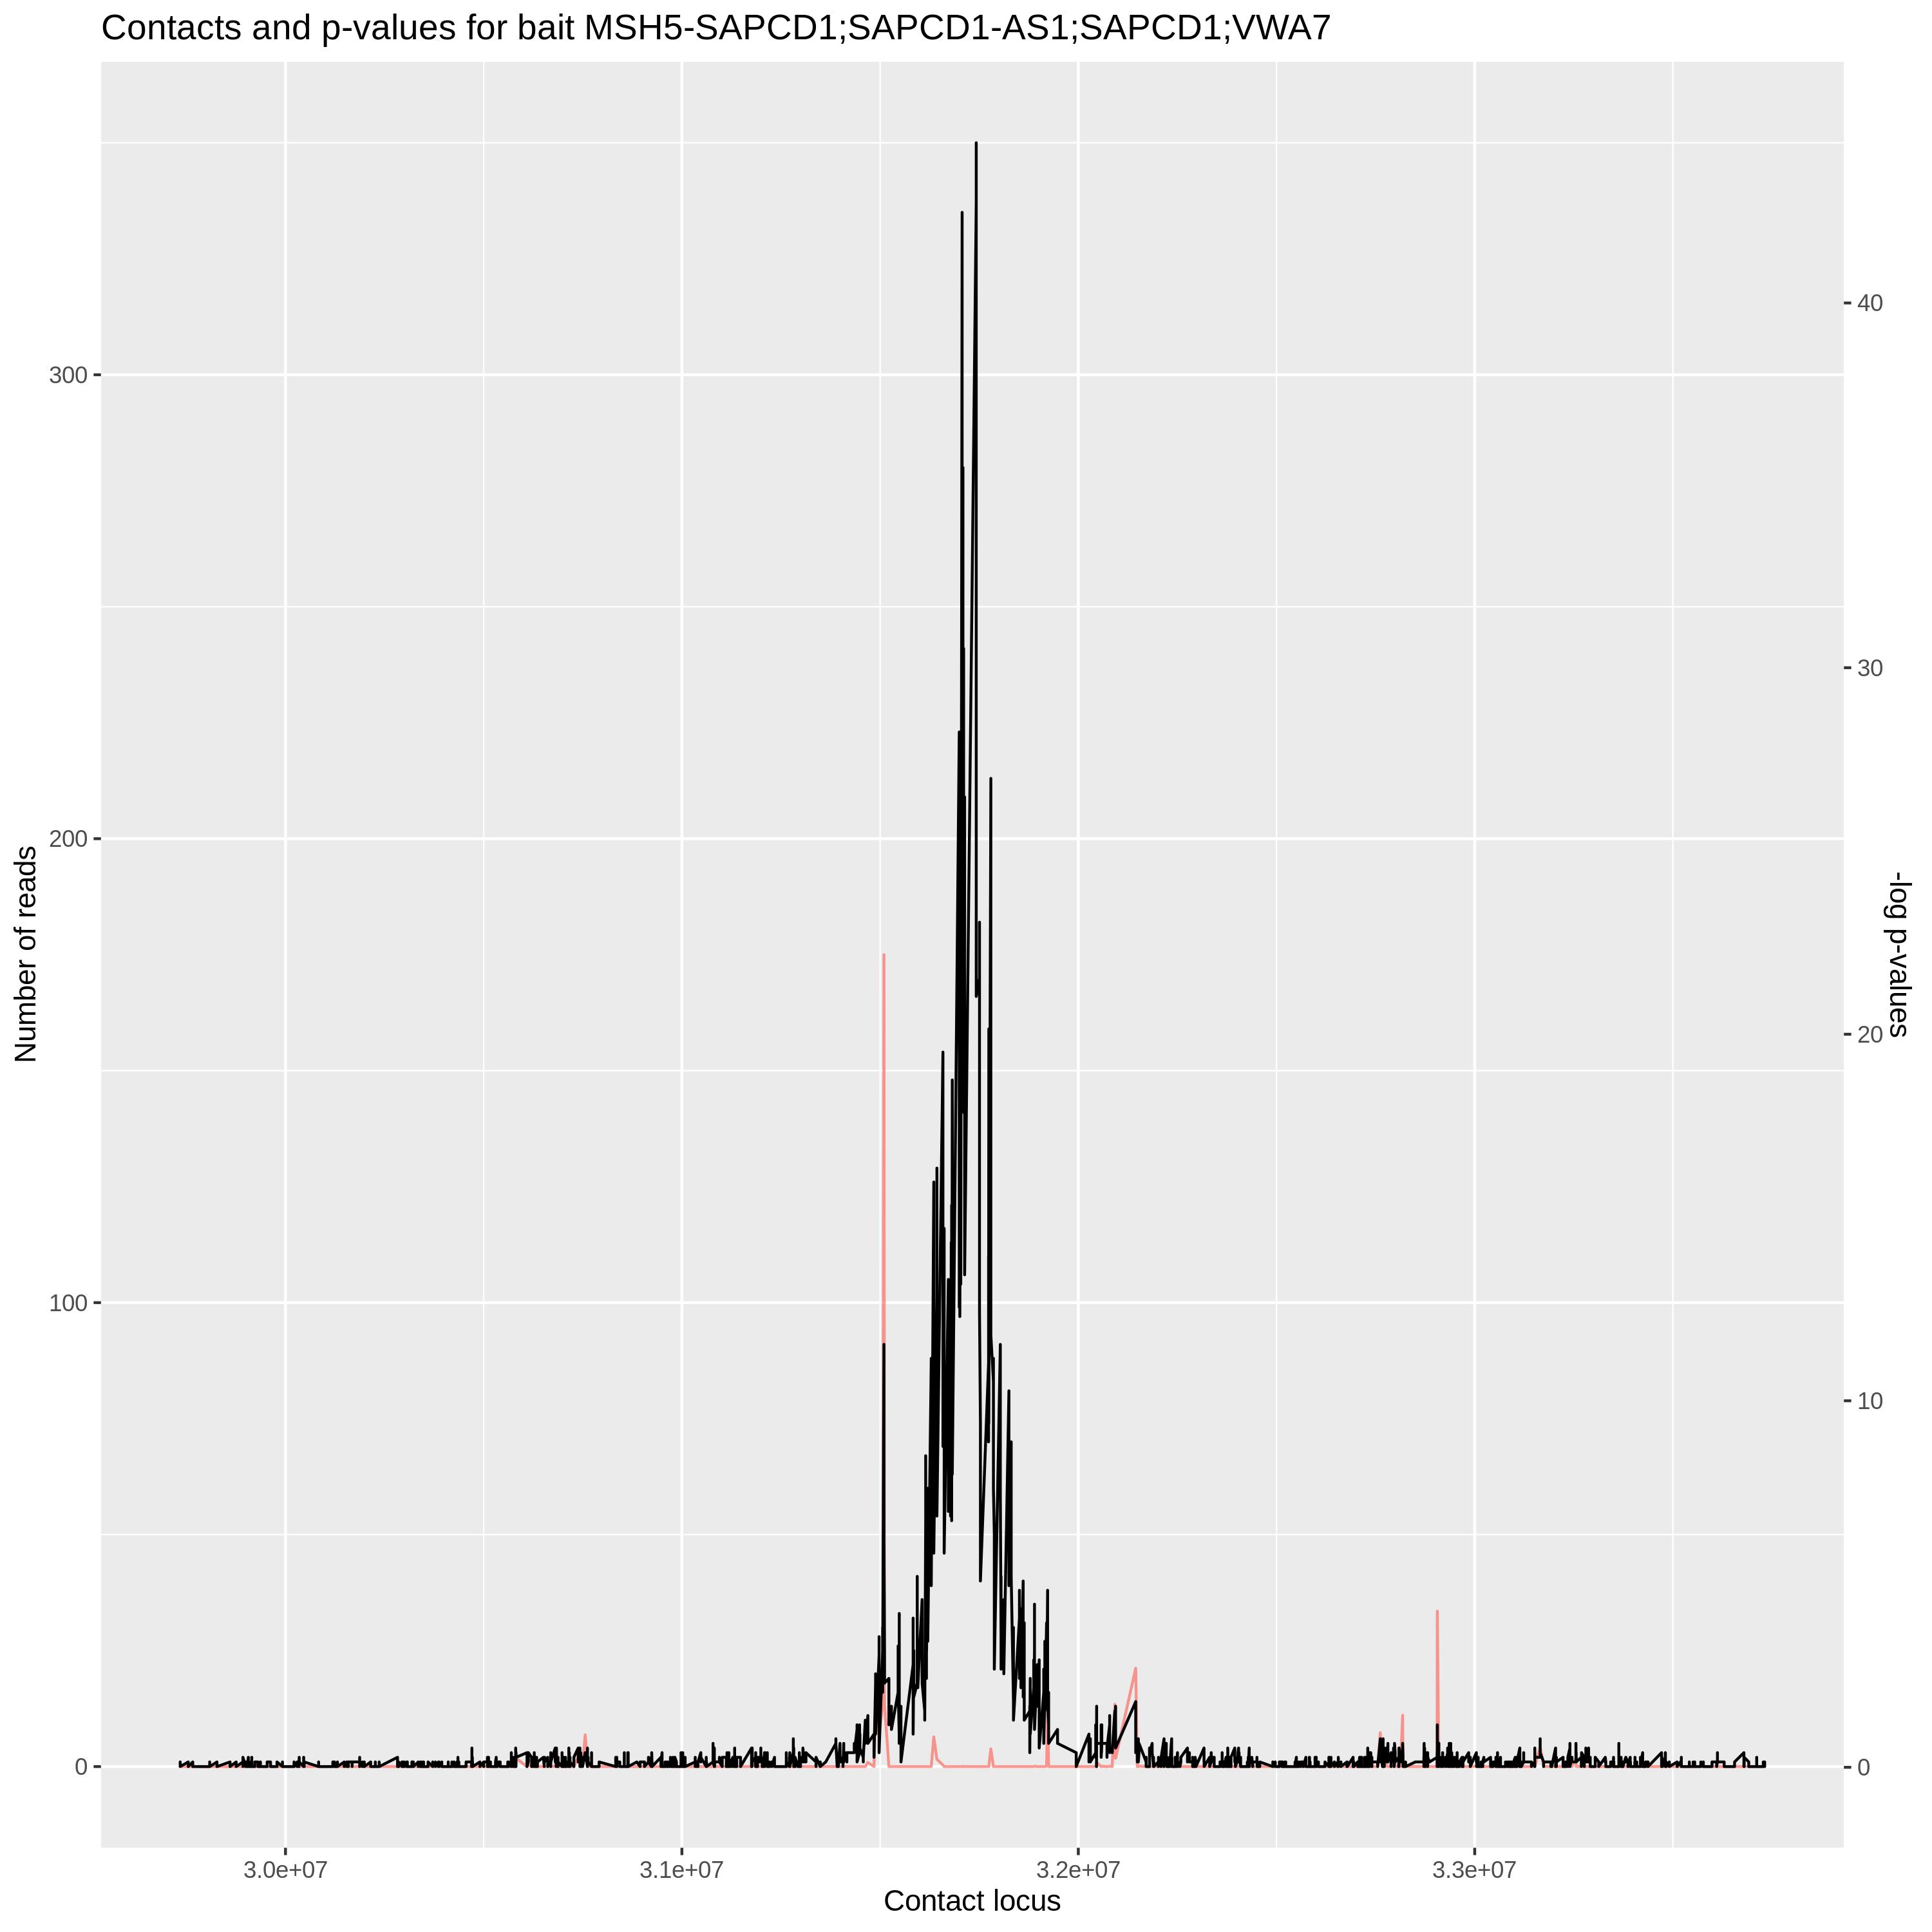 Contacts and p-values for bait MSH5-SAPCD1;SAPCD1-AS1;SAPCD1;VWA7
300
200
100
0
Number of reads
40
30
20
10
0
-log p-values
3.0e+07
3.1e+07
3.2e+07
3.3e+07
Contact locus